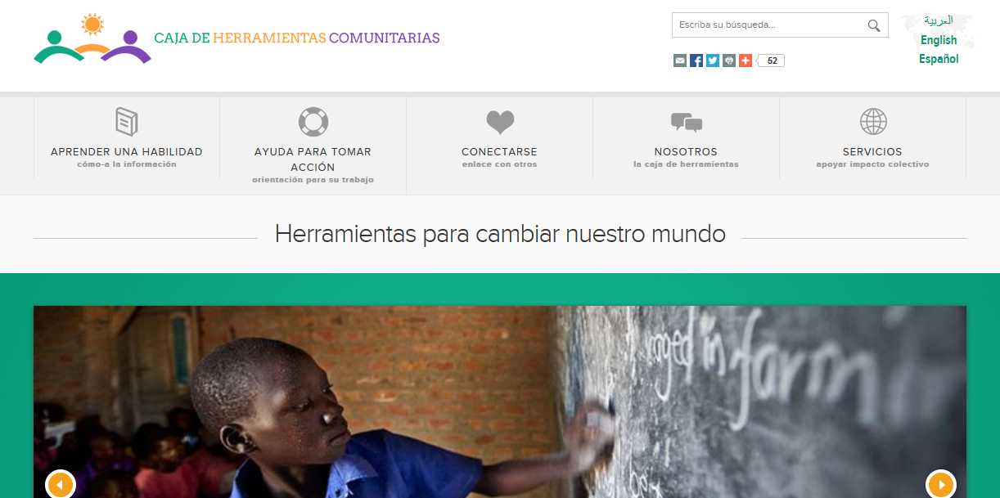 CAJA DE HERRAMIENTAS COMUNITARIAS
Escriba su búsqueda...
52
العربية
English
Español
APRENDER UNA HABILIDAD
cómo-a la información
AYUDA PARA TOMAR
ACCIÓN
orientación para su trabajo
CONECTARSE
enlace con otros
NOSOTROS
la caja de herramientas
SERVICIOS
apoyar impacto colectivo
Herramientas para cambiar nuestro mundo
in farm